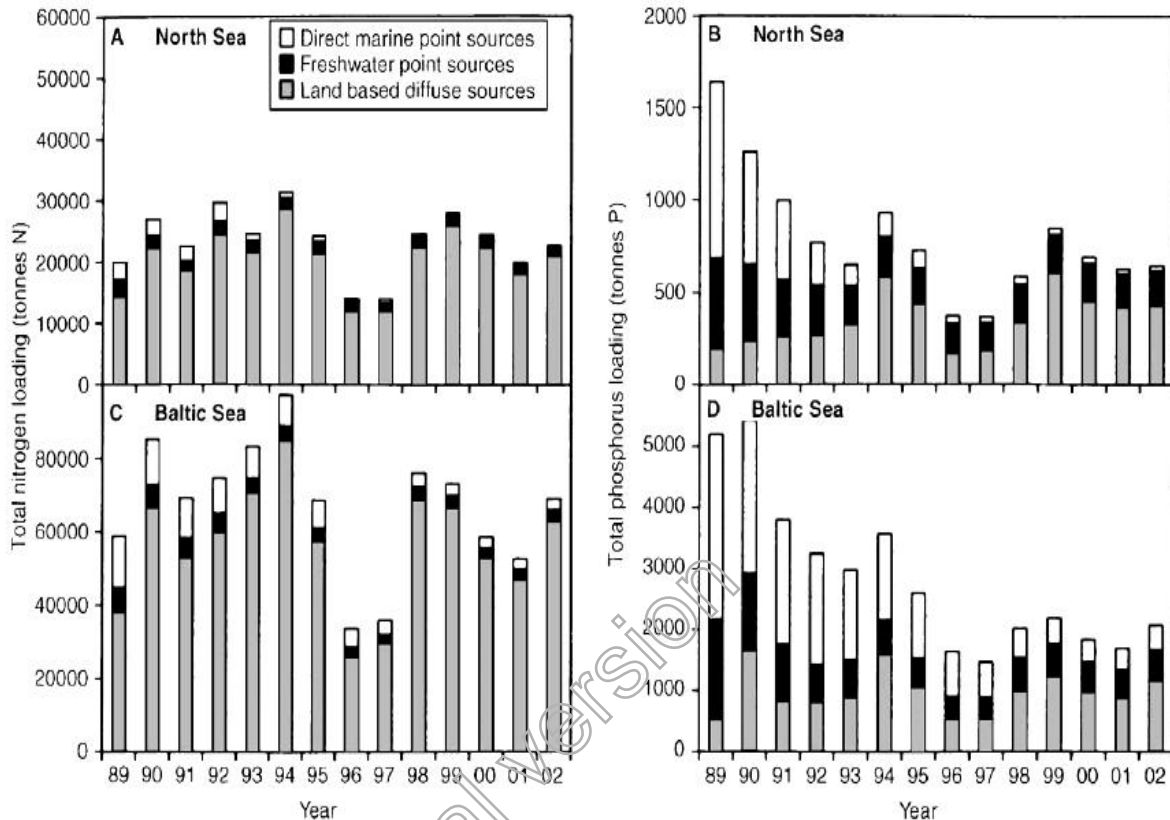 A North Sea
Direct marine point sources
Freshwater point sources
Land based diffuse sources
60000
50000
40000
30000
20000
10000
0
Total nitrogen loading (tonnes N)
B North Sea
2000
1500
1000
500
0
Total phosphorus loading (tonnes P)
C Baltic Sea
80000
60000
40000
20000
0
89 90 91 92 93 94 95 96 97 98 99 00 01 02
Year
D Baltic Sea
5000
4000
3000
2000
1000
0
89 90 91 92 93 94 95 96 97 98 99 00 01 02
Year
version